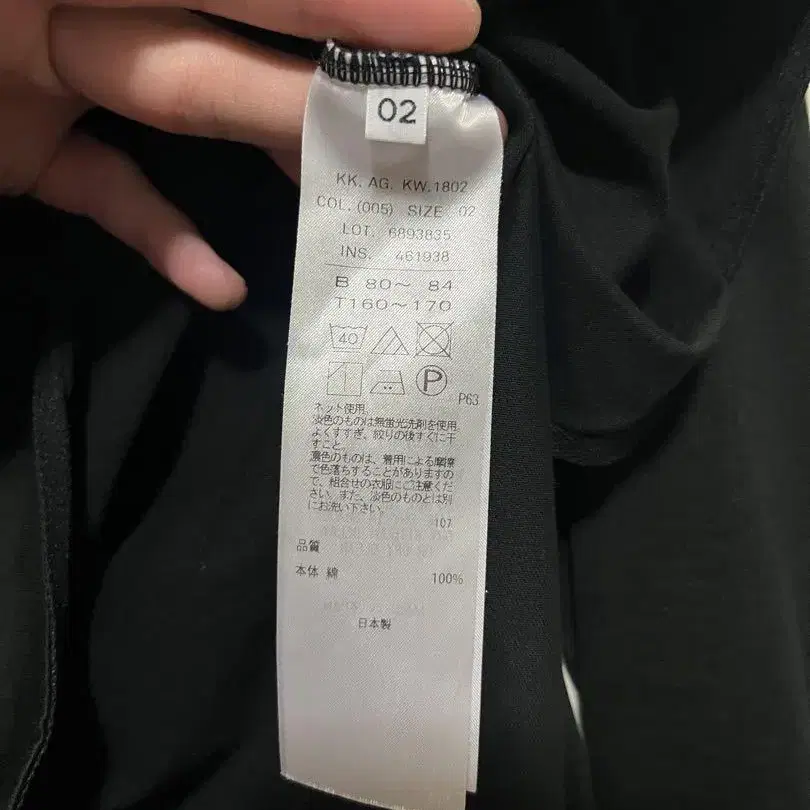 02
KK. AG. KW.1802
COL. (005) SIZE 02
LOT. 6893835
INS. 461938
B 80～ 84
T160～170
40
P
P63
ネット使用。
淡色のものは無蛍光洗剤を使用。
よくすすぎ、絞りの後すぐに干
すこと。
濃色のものは、着用による摩擦
で色落ちすることがありますの
で、組合せの衣服にご注意くだ
さい。また、淡色のものとは別
にお洗い下さい。
107
品質
本体 綿 100%
日本製